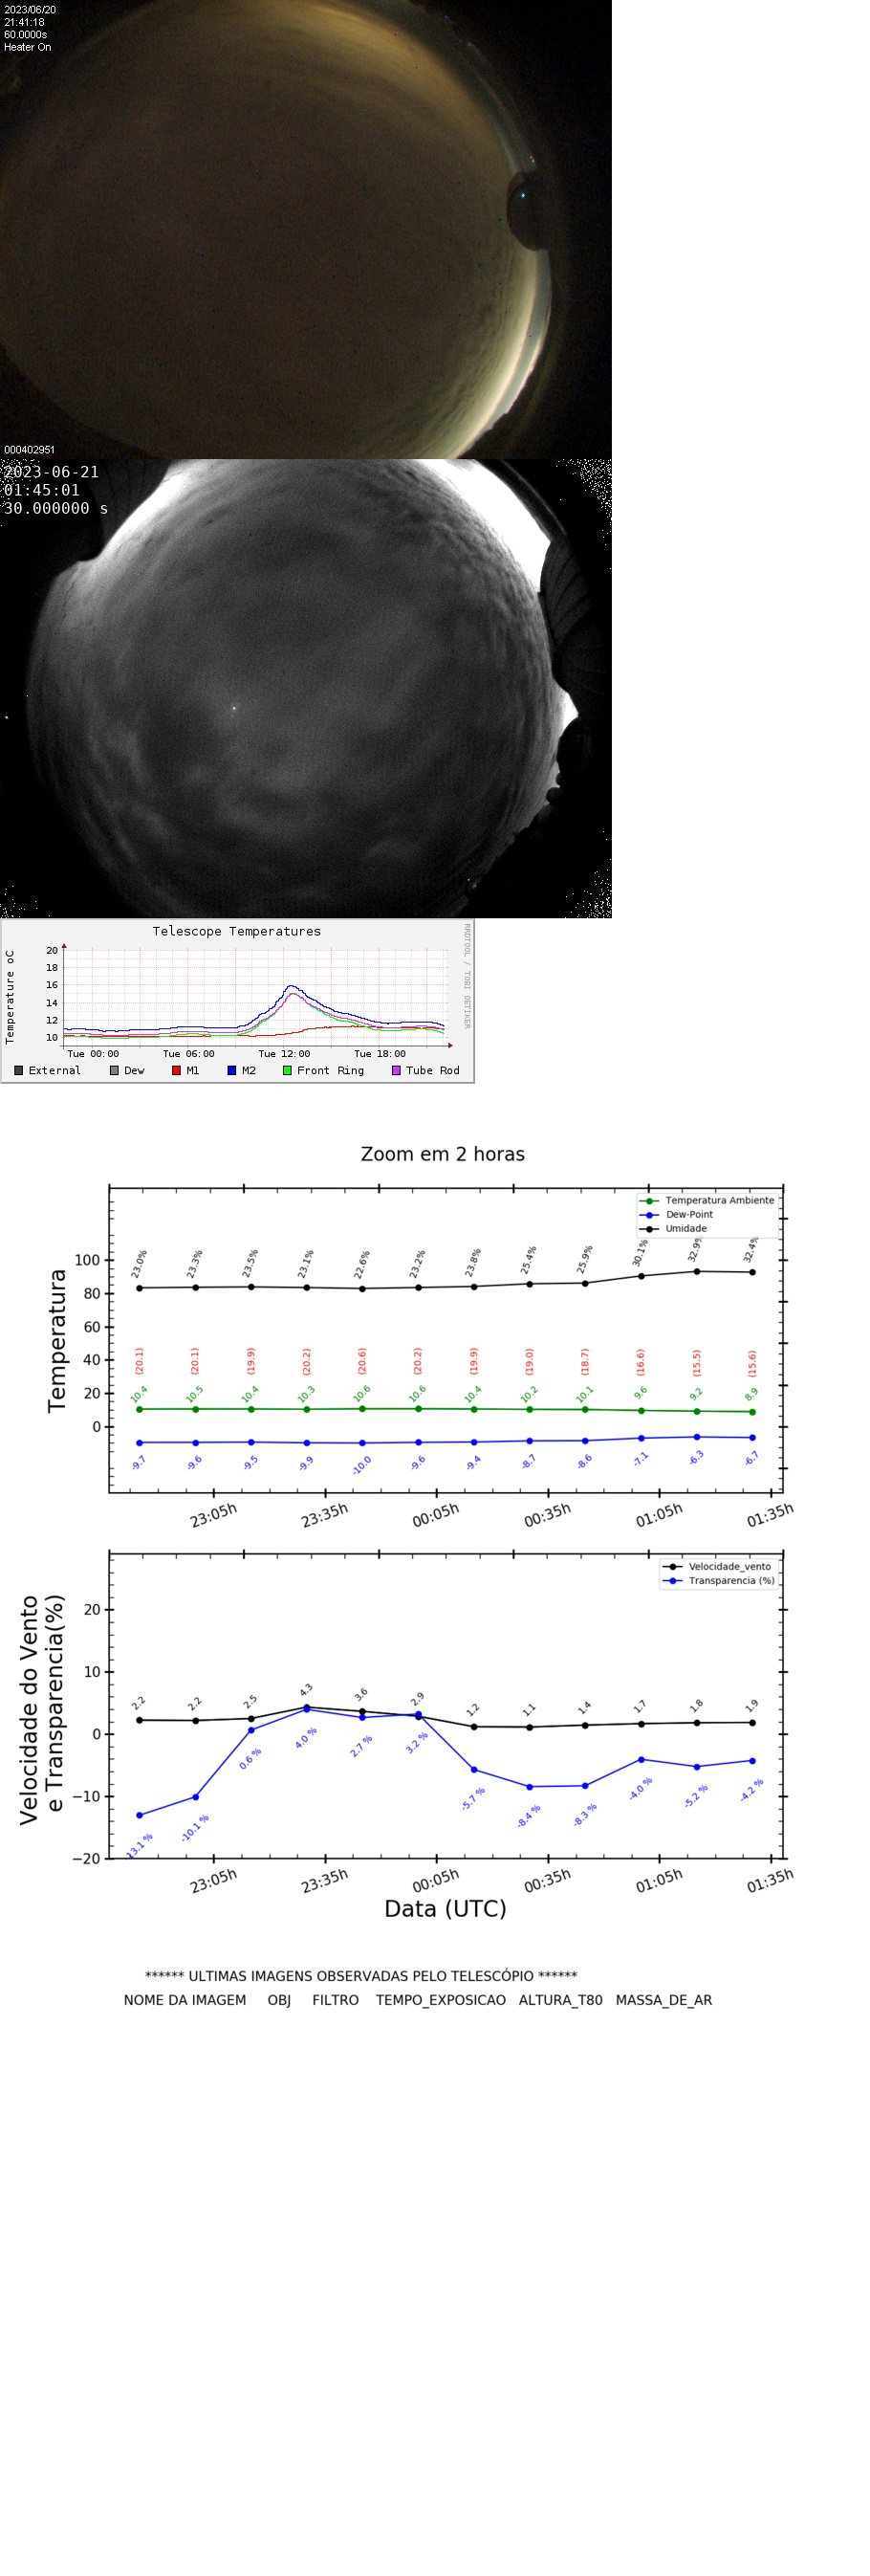 2023/06/20
21:41:18
60.0000s
Heater On
000402951
2023-06-21
01:45:01
30.000000 s
Telescope Temperatures
RRDTOOL / TOBI OETIKER
Temperature oC
20
18
16
14
12
10
Tue 00:00 Tue 06:00 Tue 12:00 Tue 18:00
External Dew M1 M2 Front Ring Tube Rod
Zoom em 2 horas
Temperatura Ambiente
Dew-Point
Umidade
Temperatura
100
80
60
40
20
0
23.0% 23.3% 23.5% 23.1% 22.6% 23.2% 23.8% 25.4% 25.9% 30.1% 32.9% 32.4%
(20.1) (20.1) (19.9) (20.2) (20.6) (20.2) (19.9) (19.0) (18.7) (16.6) (15.5) (15.6)
10.4 10.5 10.4 10.3 10.6 10.6 10.4 10.2 10.1 9.6 9.2 8.9
-9.7 -9.6 -9.5 -9.9 -10.0 -9.6 -9.4 -8.7 -8.6 -7.1 -6.3 -6.7
23:05h 23:35h 00:05h 00:35h 01:05h 01:35h
Velocidade_vento
Transparencia (%)
Velocidade do Vento
e Transparencia(%)
20
10
0
−10
−20
2.2 2.2 2.5 4.3 3.6 2.9 1.2 1.1 1.4 1.7 1.8 1.9
13.1 % -10.1 % 0.6 % 4.0 % 2.7 % 3.2 % -5.7 % -8.4 % -8.3 % -4.0 % -5.2 % -4.2 %
23:05h 23:35h 00:05h 00:35h 01:05h 01:35h
Data (UTC)
****** ULTIMAS IMAGENS OBSERVADAS PELO TELESCÓPIO ******
NOME DA IMAGEM OBJ FILTRO TEMPO_EXPOSICAO ALTURA_T80 MASSA_DE_AR